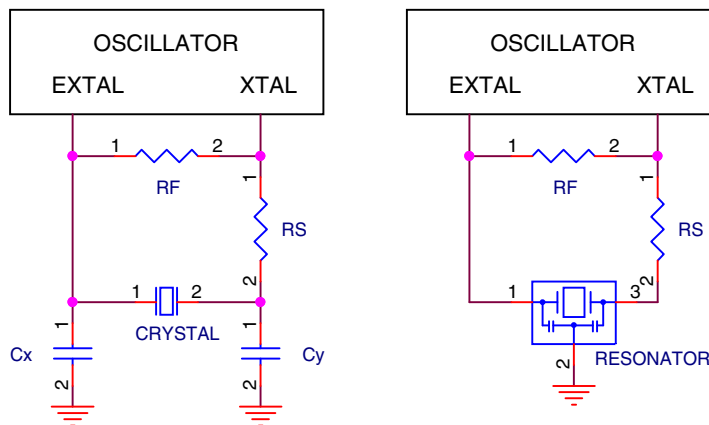 OSCILLATOR
EXTAL XTAL
1 2
RF
1
RS
2
1 2
CRYSTAL
1 1
Cx Cy
2 2
OSCILLATOR
EXTAL XTAL
1 2
RF
1
RS
2
1 3
RESONATOR
2